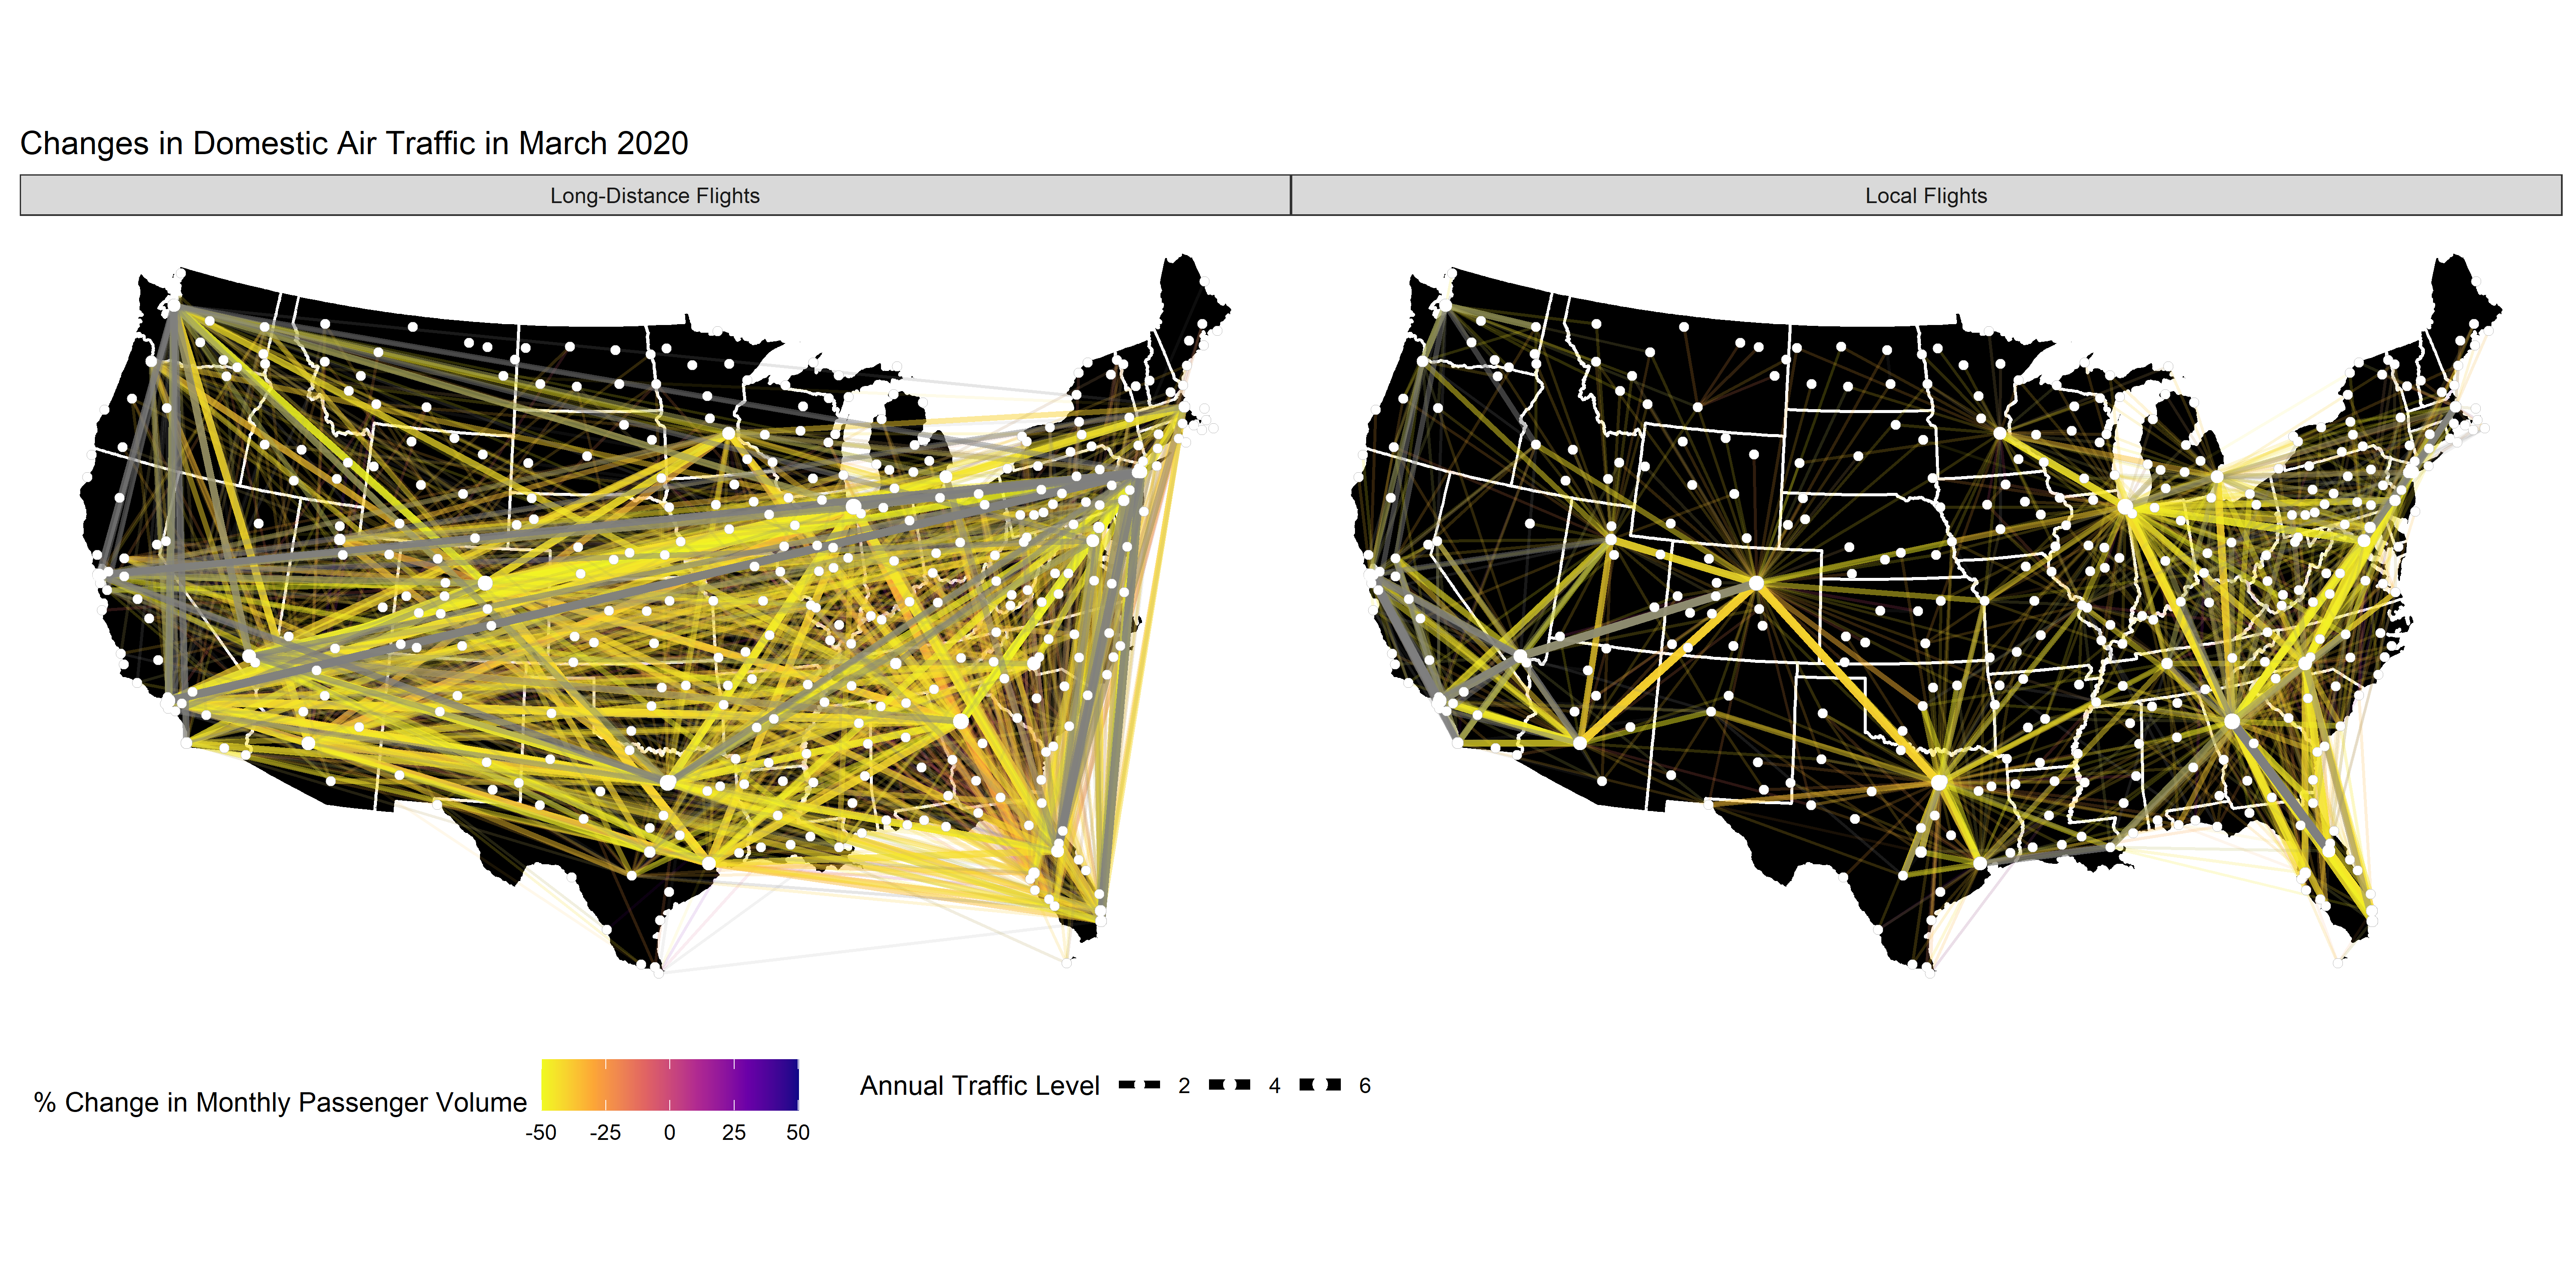 Changes in Domestic Air Traffic in March 2020
Long-Distance Flights
Local Flights
% Change in Monthly Passenger Volume
-50 -25 0 25 50
Annual Traffic Level 2 4 6